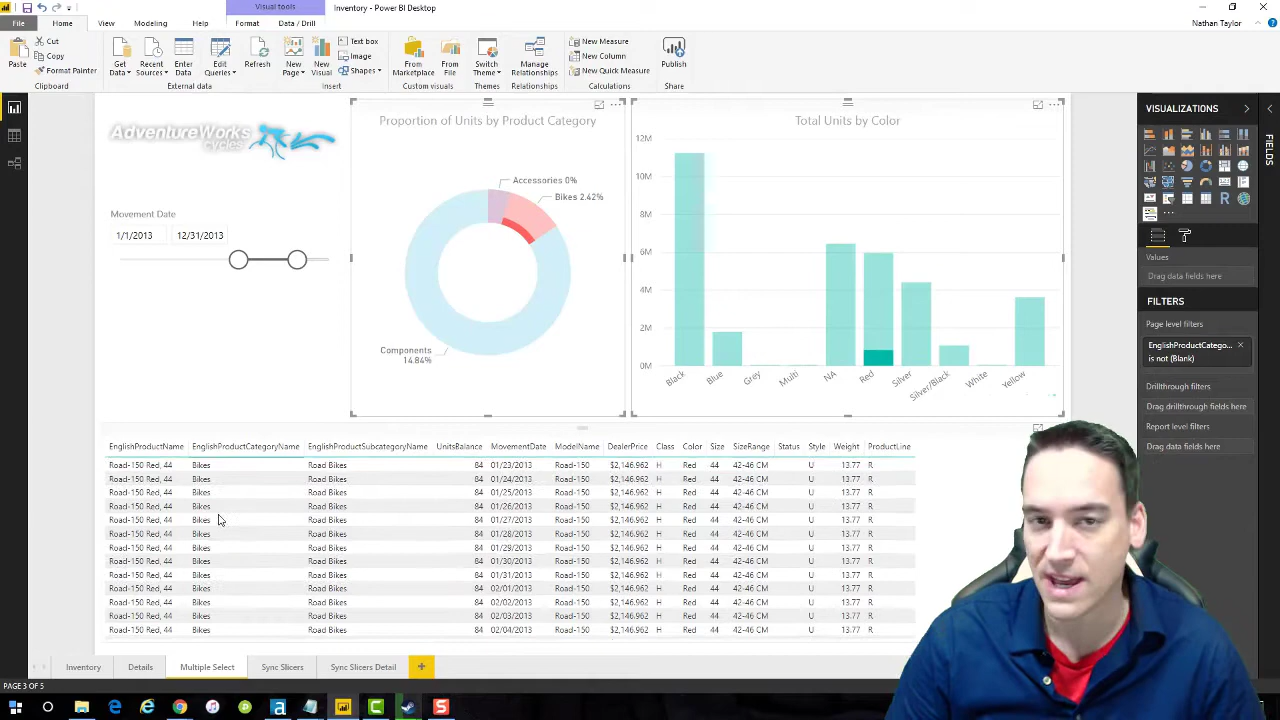 Visual tools
Inventory - Power BI Desktop
File
Home
View
Modeling
Help
Format
Data / Drill
Nathan Taylor
Paste
Cut
Copy
Format Painter
Clipboard
Get Data
Recent Sources
Enter Data
Edit Queries
Refresh
External data
New Page
New Visual
Text box
Image
Shapes
Insert
From Marketplace
From File
Custom visuals
Switch Theme
Themes
Manage Relationships
Relationships
New Measure
New Column
New Quick Measure
Calculations
Publish
Share
AdventureWorks
cycles
Movement Date
1/1/2013
12/31/2013
Proportion of Units by Product Category
Accessories 0%
Bikes 2.42%
Components
14.84%
Total Units by Color
12M
10M
8M
6M
4M
2M
0M
Black
Blue
Grey
Multi
NA
Red
Silver
Silver/Black
White
Yellow
VISUALIZATIONS
FIELDS
R
Values
Drag data fields here
FILTERS
Page level filters
EnglishProductCatego...
is not (Blank)
Drillthrough filters
Drag drillthrough fields here
Report level filters
Drag data fields here
EnglishProductName EnglishProductCategoryName EnglishProductSubcategoryName UnitsBalance MovementDate ModelName DealerPrice Class Color Size SizeRange Status Style Weight ProductLine
Road-150 Red, 44 Bikes Road Bikes 84 01/23/2013 Road-150 $2,146.962 H Red 44 42-46 CM U 13.77 R
Road-150 Red, 44 Bikes Road Bikes 84 01/24/2013 Road-150 $2,146.962 H Red 44 42-46 CM U 13.77 R
Road-150 Red, 44 Bikes Road Bikes 84 01/25/2013 Road-150 $2,146.962 H Red 44 42-46 CM U 13.77 R
Road-150 Red, 44 Bikes Road Bikes 84 01/26/2013 Road-150 $2,146.962 H Red 44 42-46 CM U 13.77 R
Road-150 Red, 44 Bikes Road Bikes 84 01/27/2013 Road-150 $2,146.962 H Red 44 42-46 CM U 13.77 R
Road-150 Red, 44 Bikes Road Bikes 84 01/28/2013 Road-150 $2,146.962 H Red 44 42-46 CM U 13.77 R
Road-150 Red, 44 Bikes Road Bikes 84 01/29/2013 Road-150 $2,146.962 H Red 44 42-46 CM U 13.77 R
Road-150 Red, 44 Bikes Road Bikes 84 01/30/2013 Road-150 $2,146.962 H Red 44 42-46 CM U 13.77 R
Road-150 Red, 44 Bikes Road Bikes 84 01/31/2013 Road-150 $2,146.962 H Red 44 42-46 CM U 13.77 R
Road-150 Red, 44 Bikes Road Bikes 84 02/01/2013 Road-150 $2,146.962 H Red 44 42-46 CM U 13.77 R
Road-150 Red, 44 Bikes Road Bikes 84 02/02/2013 Road-150 $2,146.962 H Red 44 42-46 CM U 13.77 R
Road-150 Red, 44 Bikes Road Bikes 84 02/03/2013 Road-150 $2,146.962 H Red 44 42-46 CM U 13.77 R
Road-150 Red, 44 Bikes Road Bikes 84 02/04/2013 Road-150 $2,146.962 H Red 44 42-46 CM U 13.77 R
Inventory
Details
Multiple Select
Sync Slicers
Sync Slicers Detail
PAGE 3 OF 5